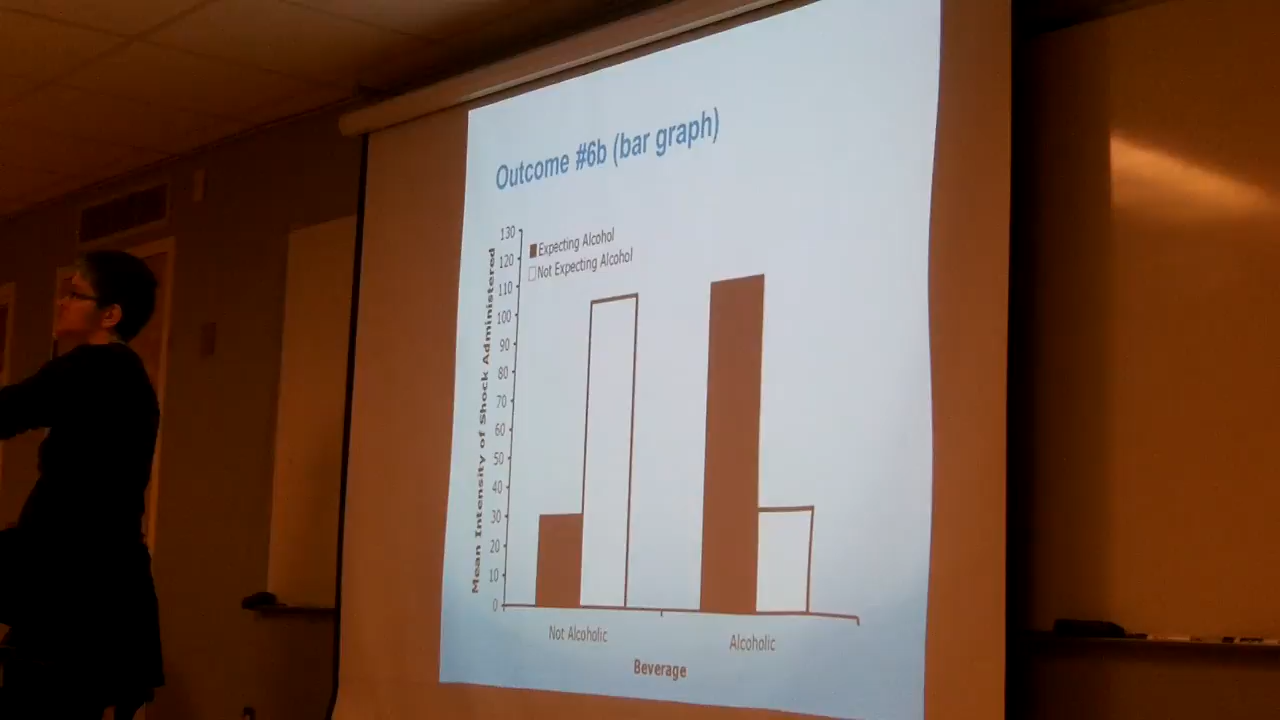 Outcome #6b (bar graph)
Expecting Alcohol
Not Expecting Alcohol
Mean Intensity of Shock Administered
130
120
110
100
90
80
70
60
50
40
30
20
10
0
Not Alcoholic
Alcoholic
Beverage